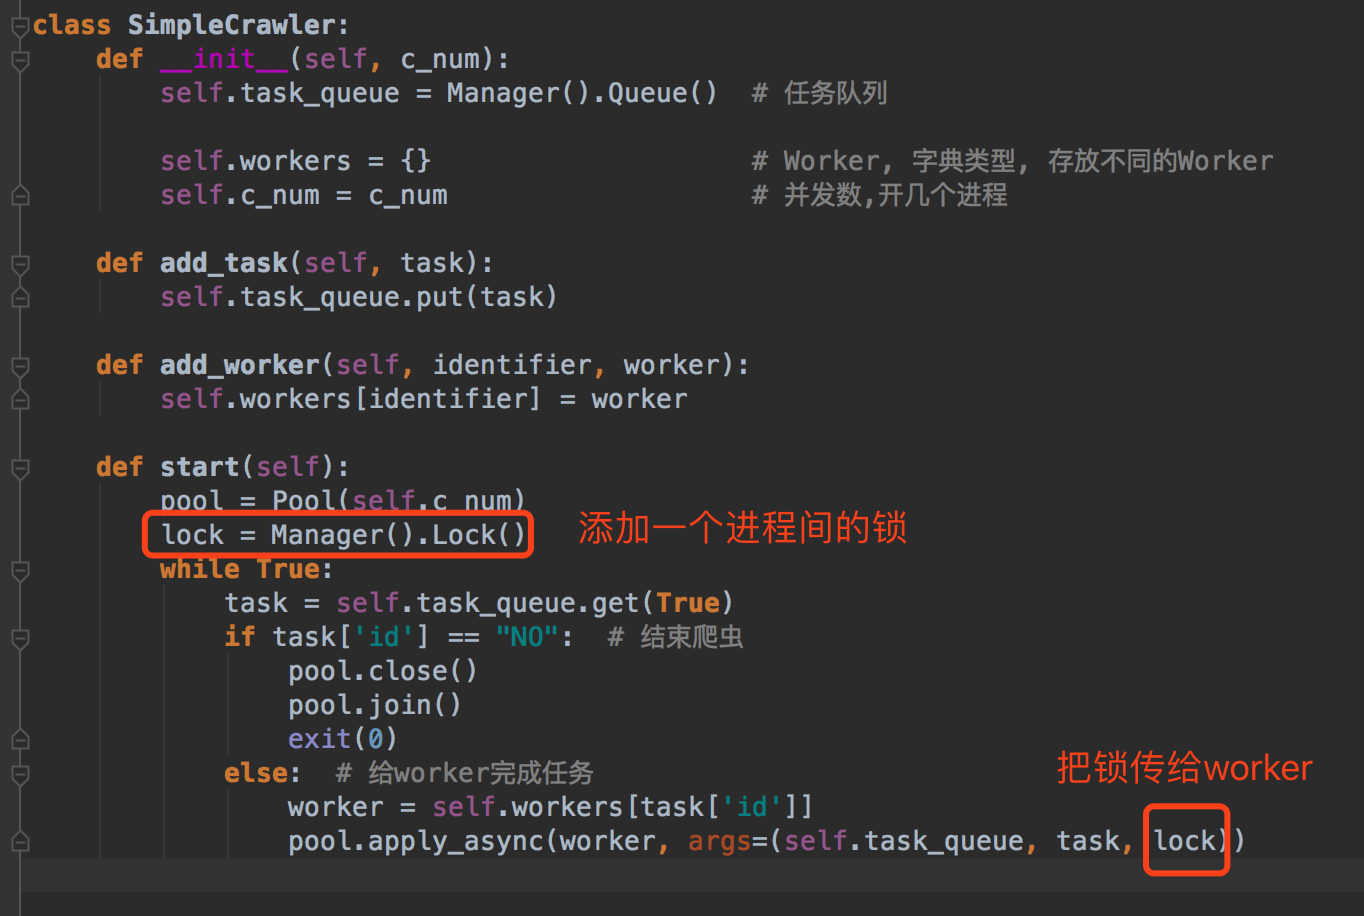 class SimpleCrawler:
    def __init__(self, c_num):
        self.task_queue = Manager().Queue()  # 任务队列
        self.workers = {}                    # Worker, 字典类型, 存放不同的Worker
        self.c_num = c_num                   # 并发数,开几个进程
    def add_task(self, task):
        self.task_queue.put(task)
    def add_worker(self, identifier, worker):
        self.workers[identifier] = worker
    def start(self):
        pool = Pool(self.c_num)
        lock = Manager().Lock()  添加一个进程间的锁
        while True:
            task = self.task_queue.get(True)
            if task['id'] == "NO":  # 结束爬虫
                pool.close()
                pool.join()
                exit(0)
            else:  # 给worker完成任务
把锁传给worker
                worker = self.workers[task['id']]
                pool.apply_async(worker, args=(self.task_queue, task, lock))